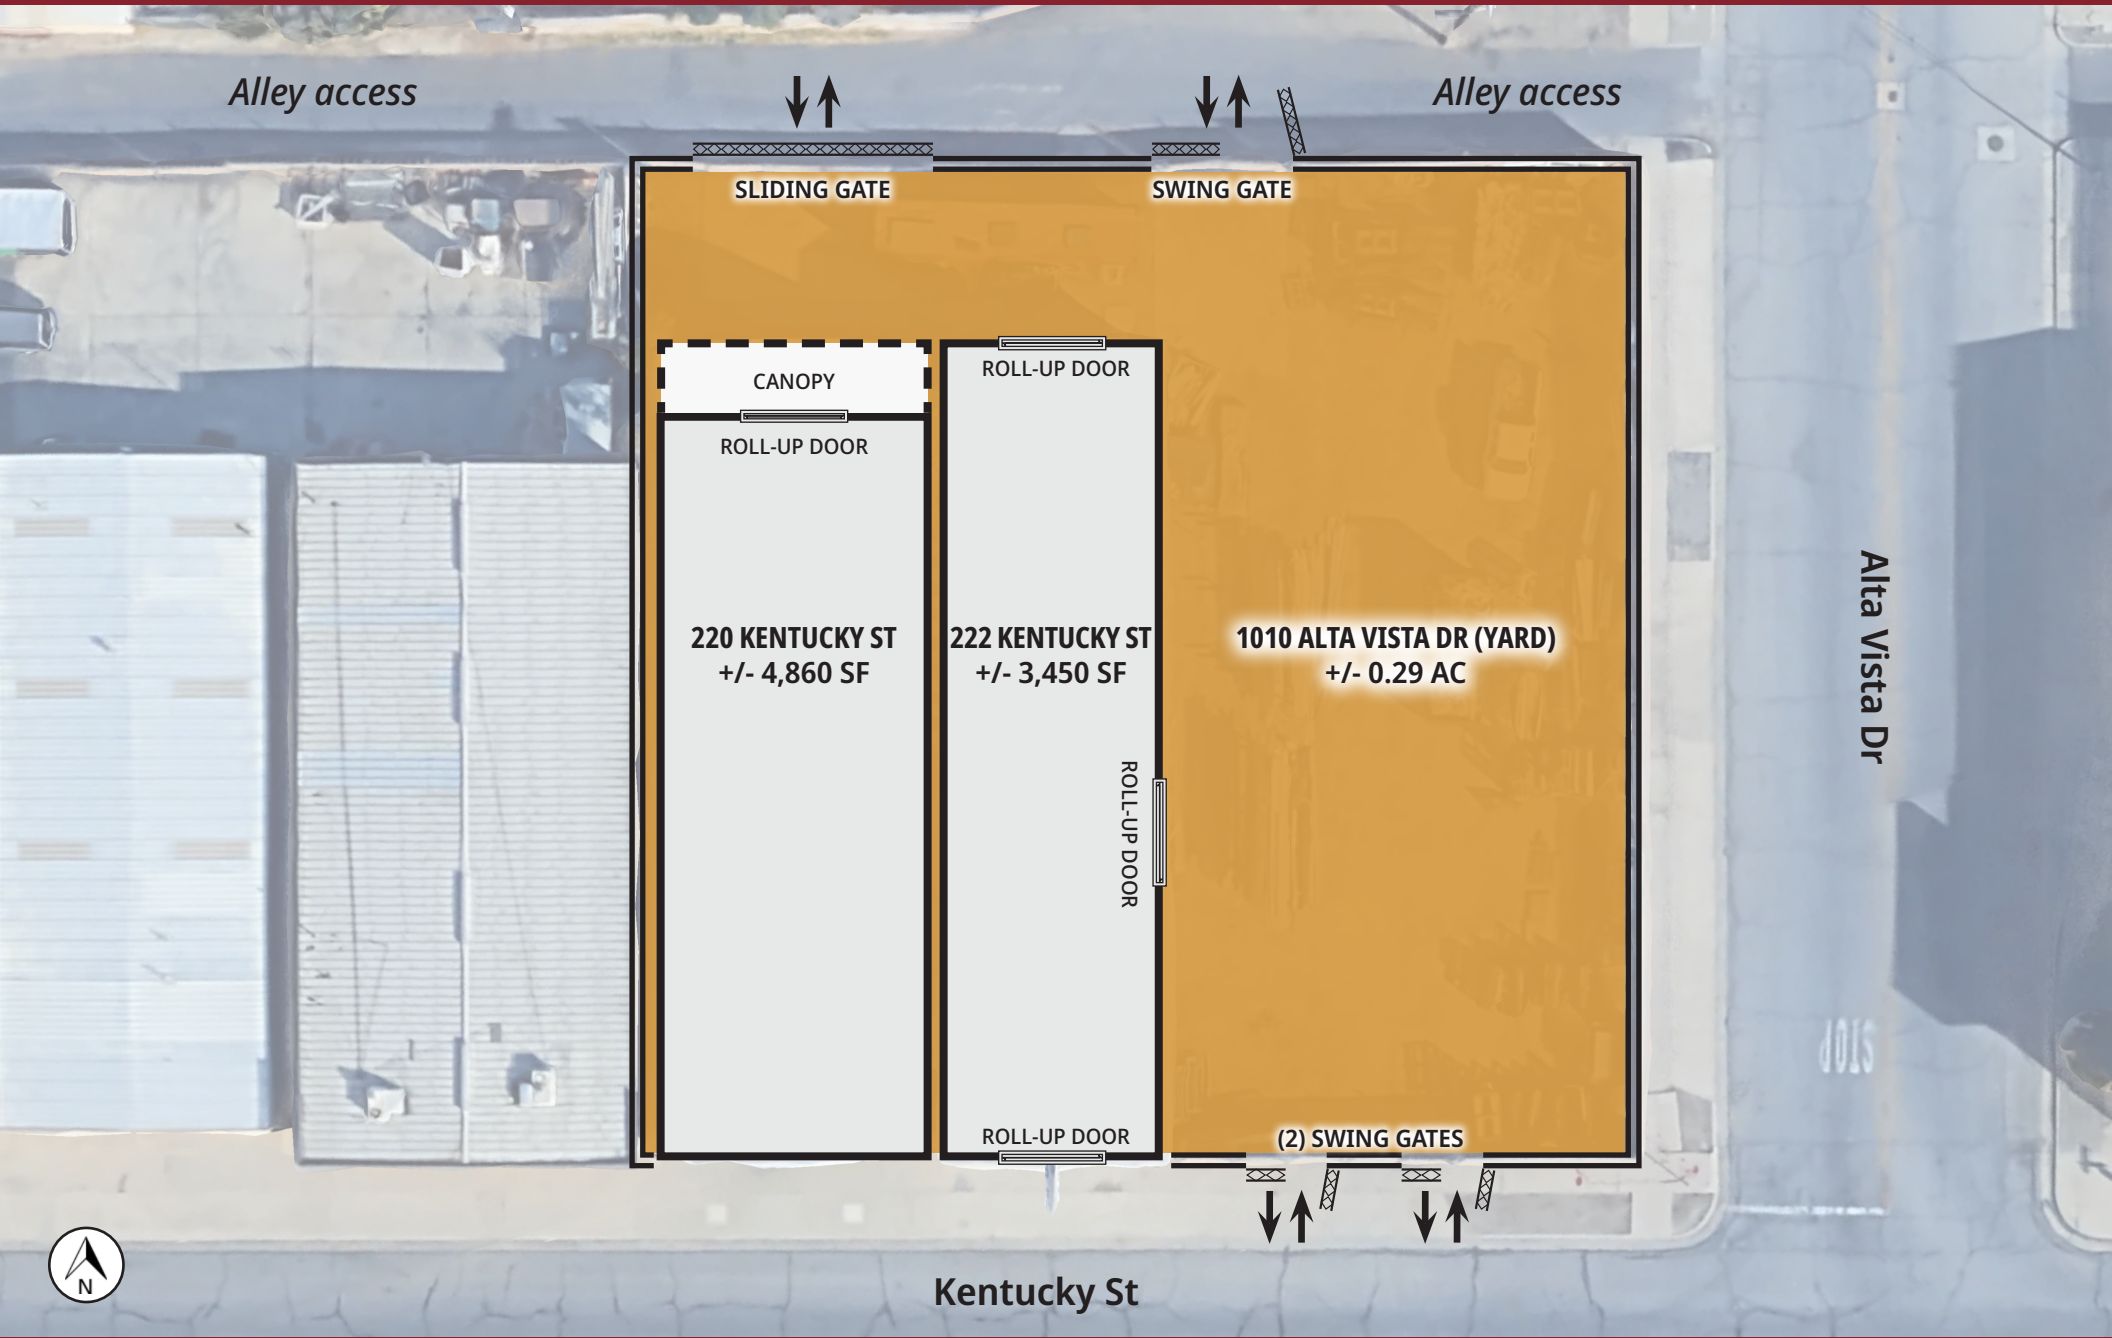 Alley access
Alley access
SLIDING GATE
SWING GATE
CANOPY
ROLL-UP DOOR
ROLL-UP DOOR
220 KENTUCKY ST
+/- 4,860 SF
222 KENTUCKY ST
+/- 3,450 SF
1010 ALTA VISTA DR (YARD)
+/- 0.29 AC
Alta Vista Dr
ROLL-UP DOOR
STOP
ROLL-UP DOOR
(2) SWING GATES
N
Kentucky St